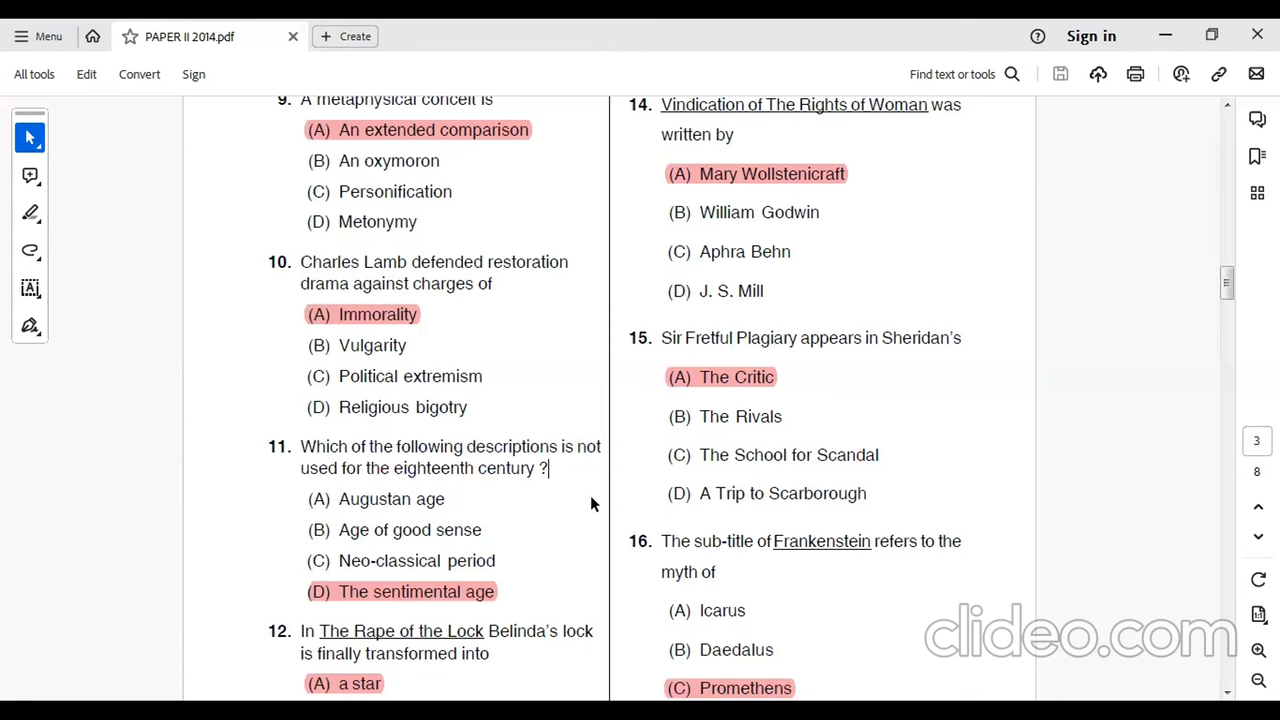 Menu
PAPER II 2014.pdf
Create
Sign in
All tools
Edit
Convert
Sign
Find text or tools
9. A metaphysical conceit is
(A) An extended comparison
(B) An oxymoron
(C) Personification
(D) Metonymy
10. Charles Lamb defended restoration
drama against charges of
(A) Immorality
(B) Vulgarity
(C) Political extremism
(D) Religious bigotry
11. Which of the following descriptions is not
used for the eighteenth century ?
(A) Augustan age
(B) Age of good sense
(C) Neo-classical period
(D) The sentimental age
12. In The Rape of the Lock Belinda's lock
is finally transformed into
(A) a star
14. Vindication of The Rights of Woman was
written by
(A) Mary Wollstenicraft
(B) William Godwin
(C) Aphra Behn
(D) J. S. Mill
15. Sir Fretful Plagiary appears in Sheridan's
(A) The Critic
(B) The Rivals
(C) The School for Scandal
(D) A Trip to Scarborough
16. The sub-title of Frankenstein refers to the
myth of
(A) Icarus
(B) Daedalus
(C) Promethens
3
8
1:1
clideo.com